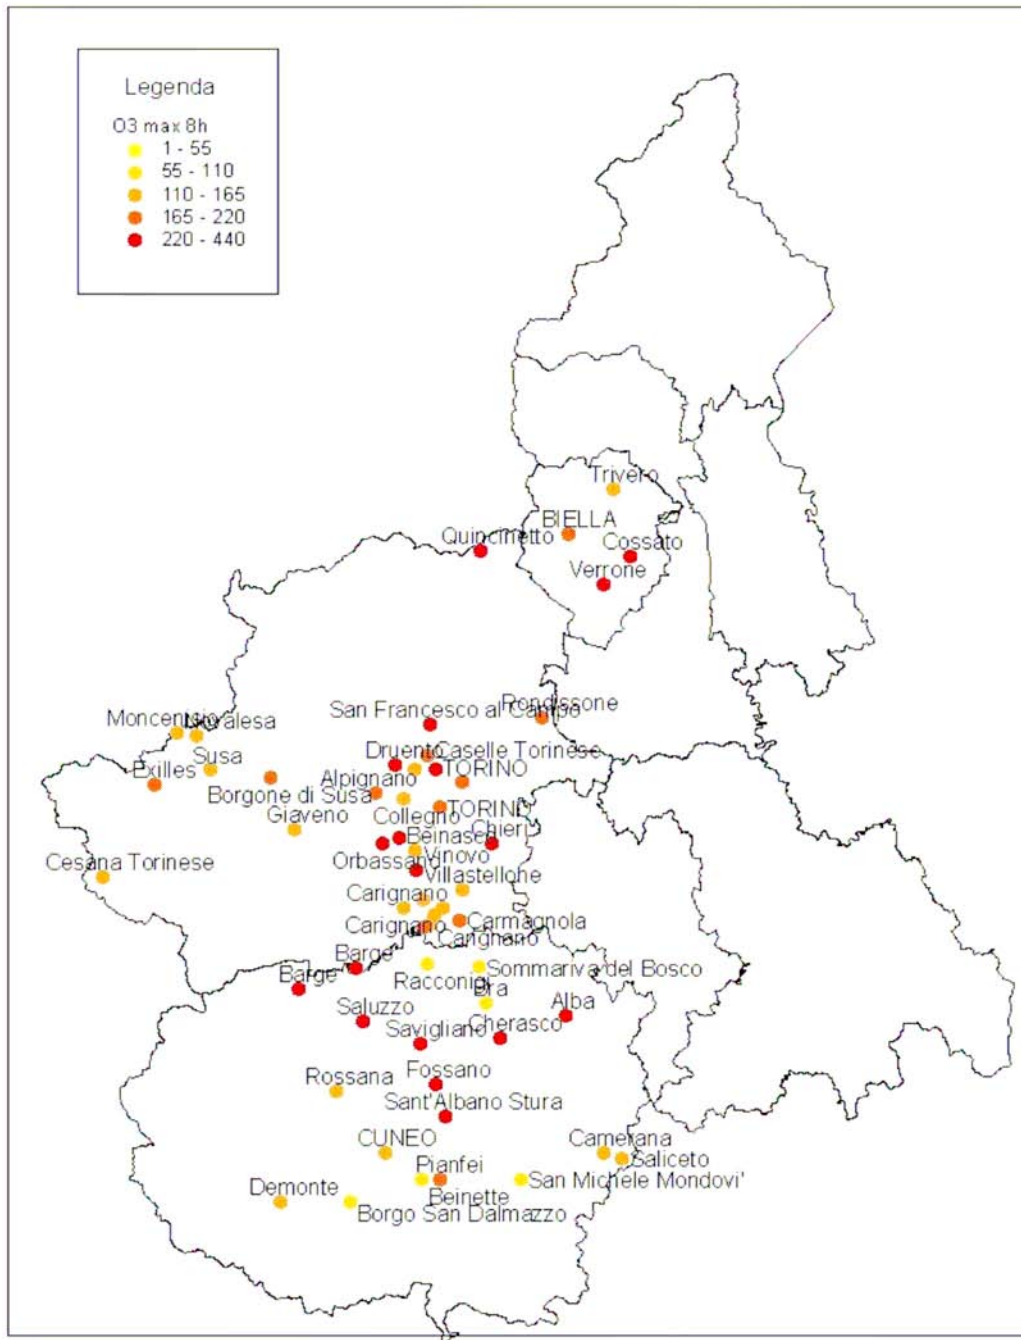 Legenda
O3 max 8h
1 - 55
55 - 110
110 - 165
165 - 220
220 - 440
Trivero
BIELLA
Quincinetto
Cossato
Verrone
Rondissone
San Francesco al Campo
Moncenisio
Novalesa
Druento
Caselle Torinese
Susa
Exilles
Alpignano
TORINO
Borgone di Susa
Giaveno
Collegno
TORINO
Beinasco
Chieri
Orbassano
Vinovo
Cesana Torinese
Villastellone
Carignano
Carignano
Carmagnola
Carignano
Barge
Barge
Racconigi
Sommariva del Bosco
Bra
Saluzzo
Alba
Savigliano
Cherasco
Rossana
Fossano
Sant'Albano Stura
CUNEO
Camerana
Saliceto
Pianfei
Beinette
San Michele Mondovi'
Demonte
Borgo San Dalmazzo